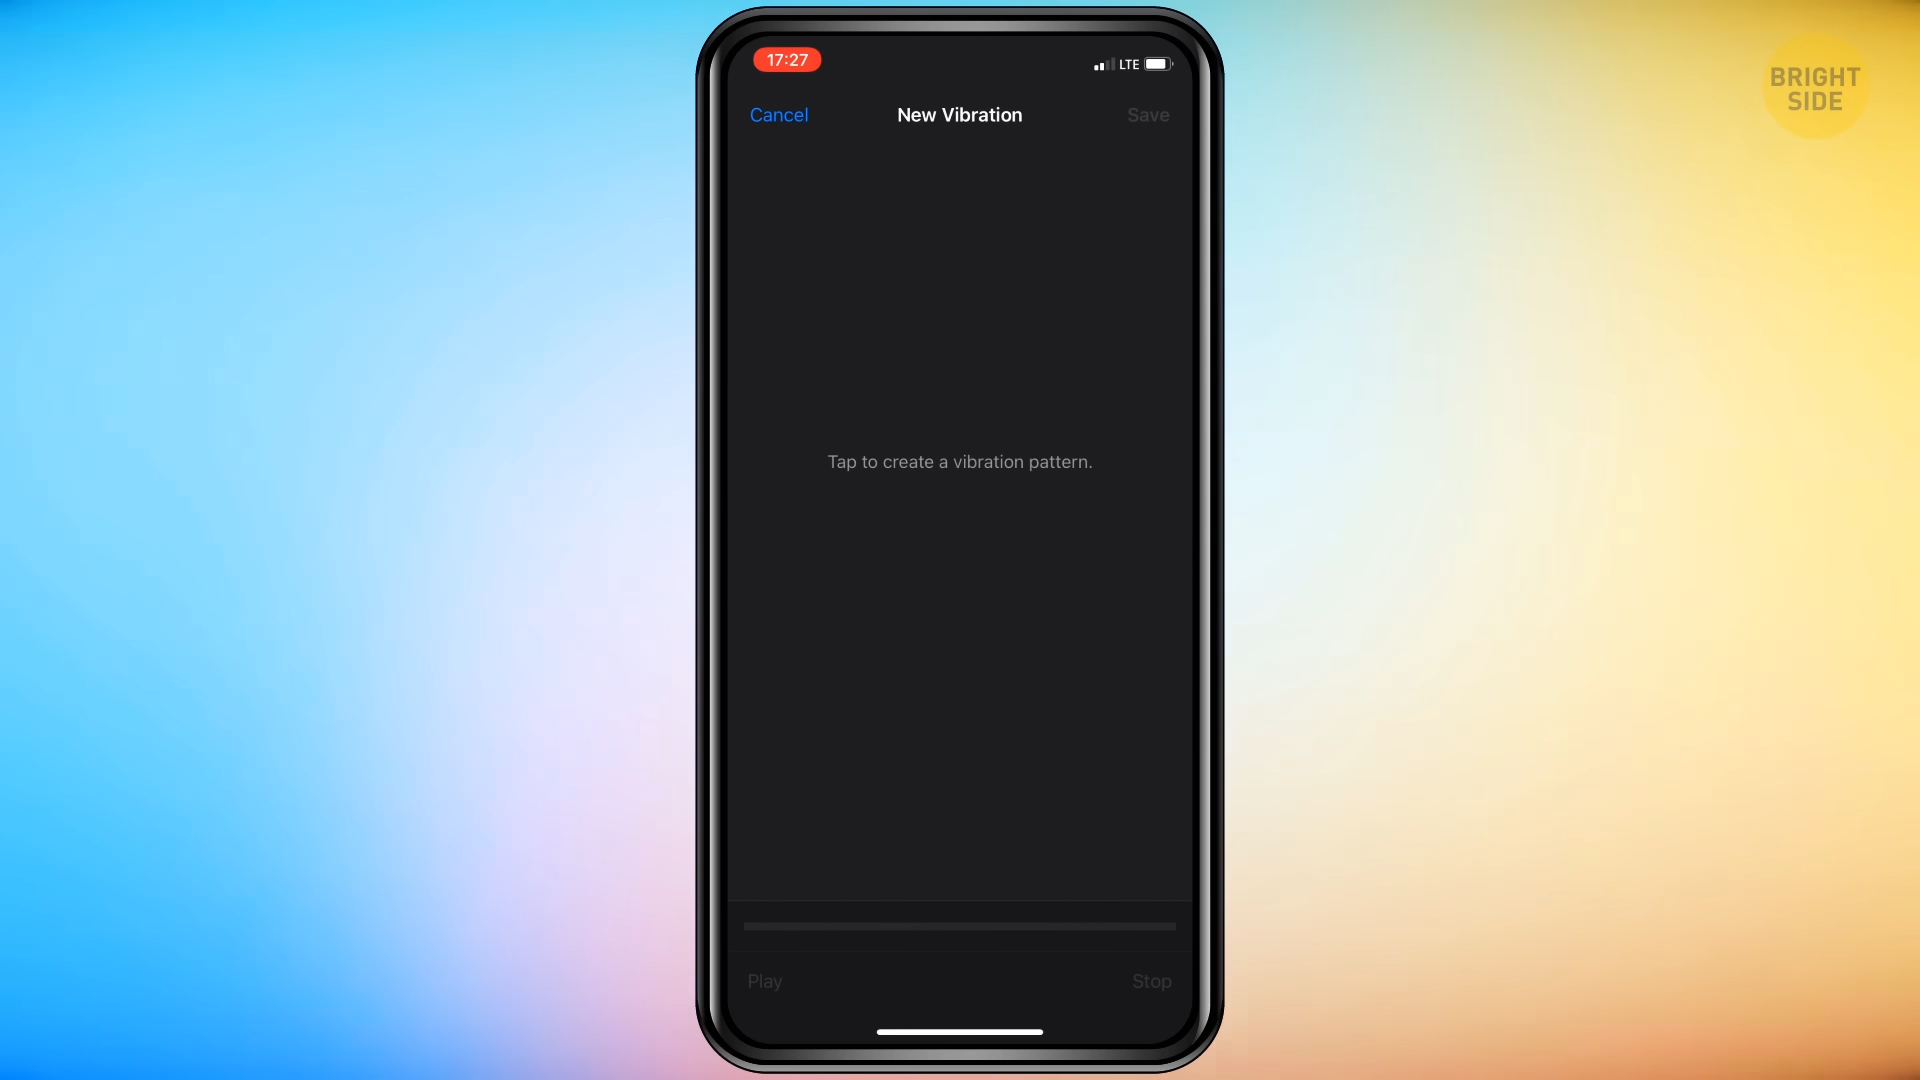 17:27
LTE
Cancel
New Vibration
Save
BRIGHT
SIDE
Tap to create a vibration pattern.
Play
Stop